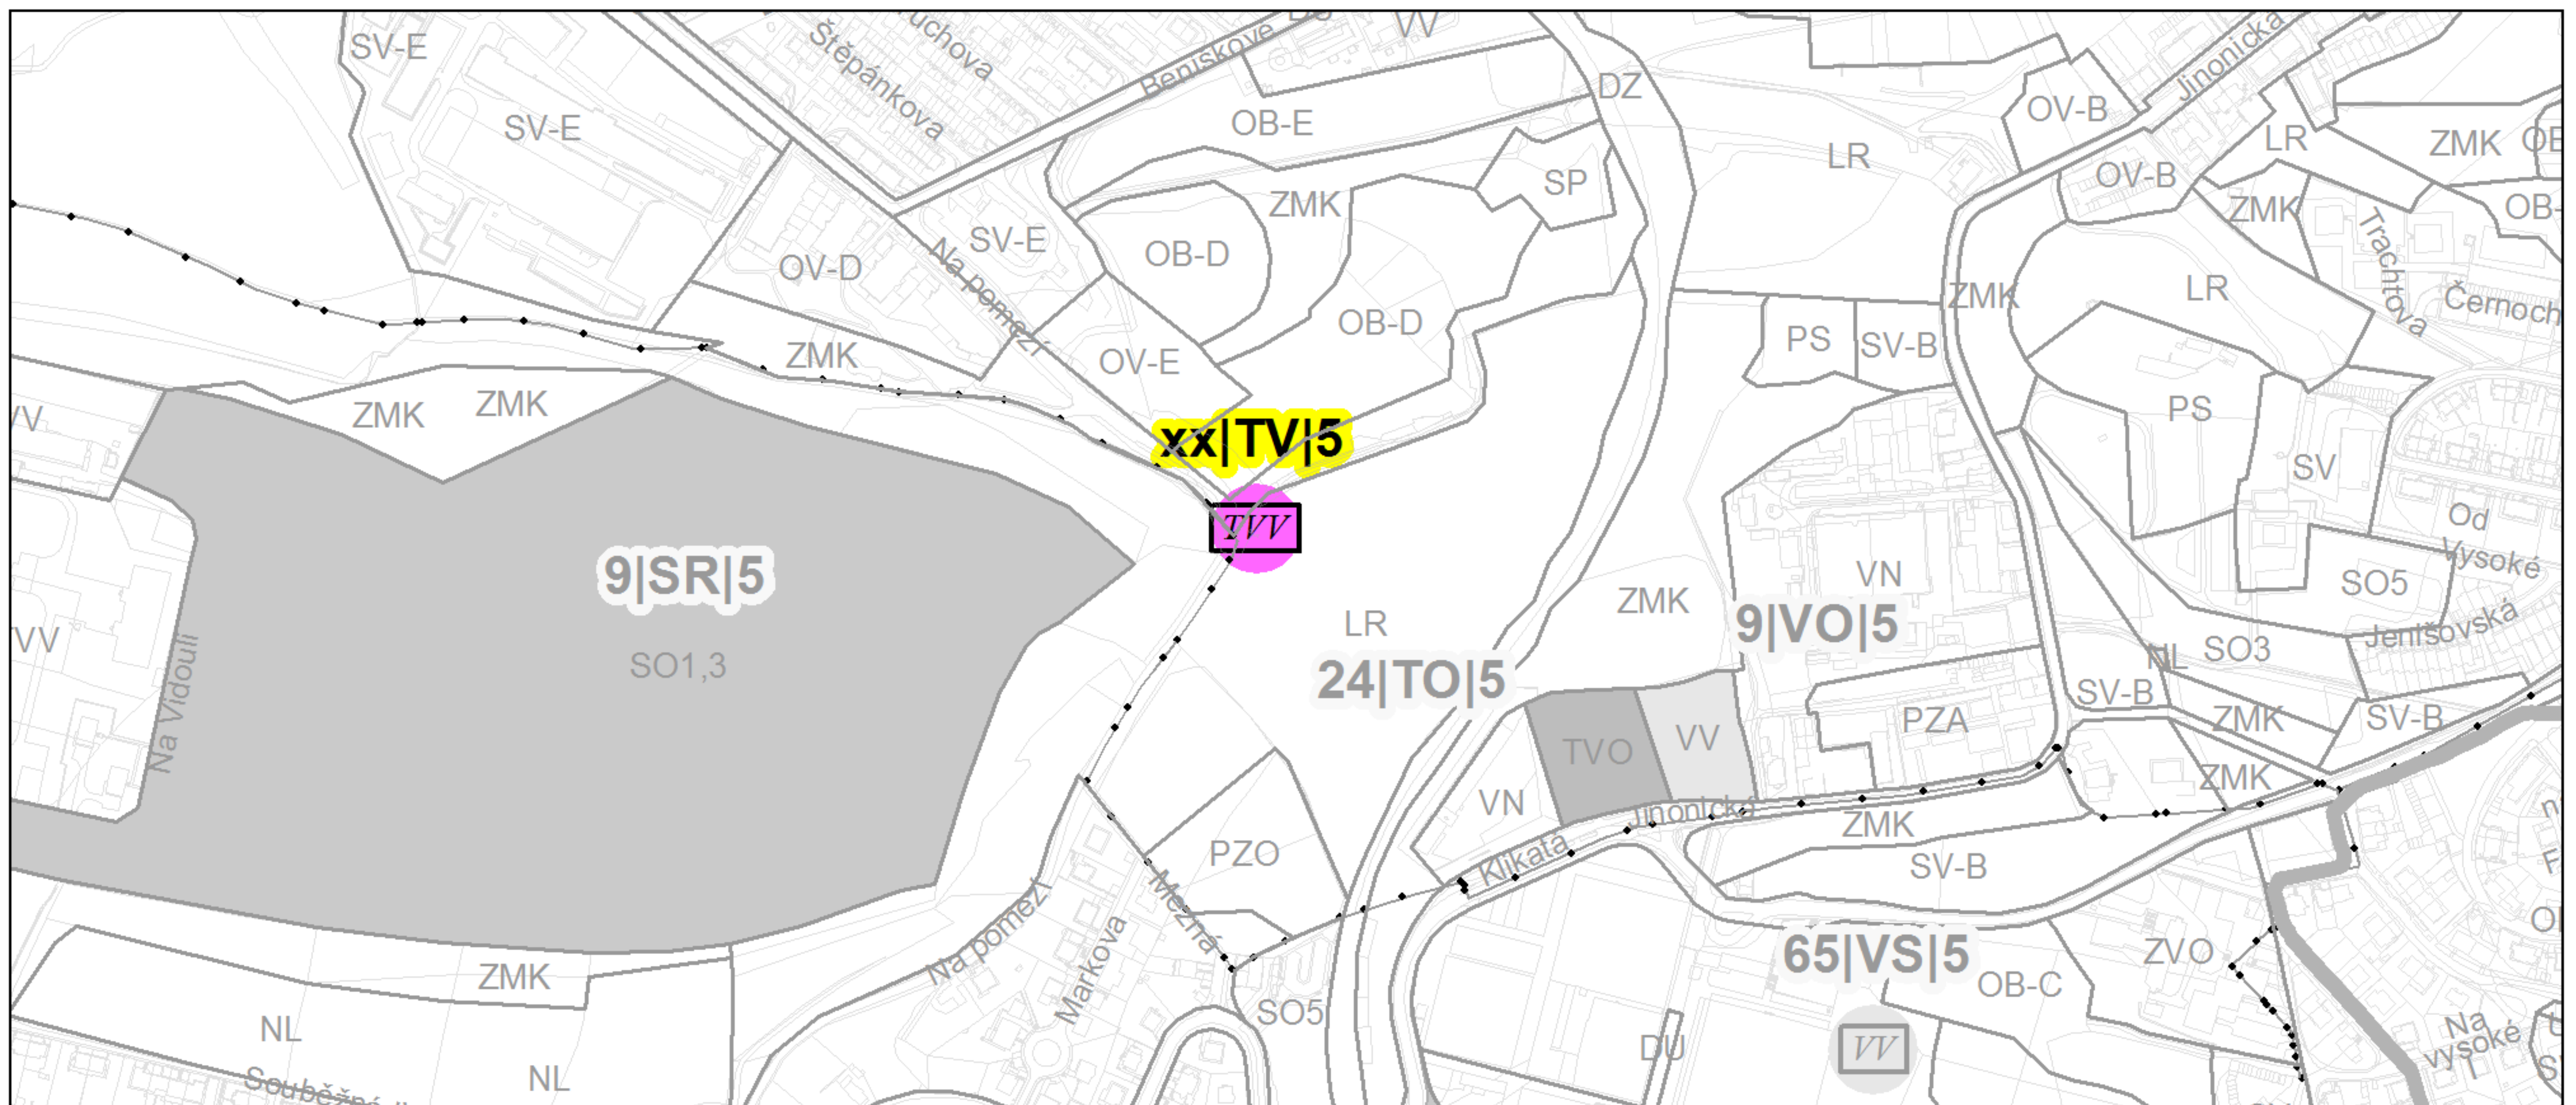 SV-E
Štěpánkova
Beniskove
VV
DZ
Jinonická
SV-E
OB-E
OV-B
LR
LR
ZMK
SP
OV-B
ZMK
ZMK
OV-D
SV-E
Na pomezí
OB-D
OB-D
ZMK
LR
Trachtova
Černoch
ZMK
OV-E
PS
SV-B
ZMK
ZMK
PS
xx|TV|5
SV
TVV
Od
Vysoké
9|SR|5
SO1,3
LR
ZMK
VN
9|VO|5
SO5
Jenišovská
VV
Na Vidouli
24|TO|5
NL
SO3
SV-B
ZMK
SV-B
TVO
VV
PZA
ZMK
VN
Jinonická
ZMK
PZO
Klikatá
SV-B
Mezná
Na pomezí
Markova
65|VS|5
ZVO
ZMK
OB-C
SO5
NL
NL
DU
VV
Na
vysoké
I